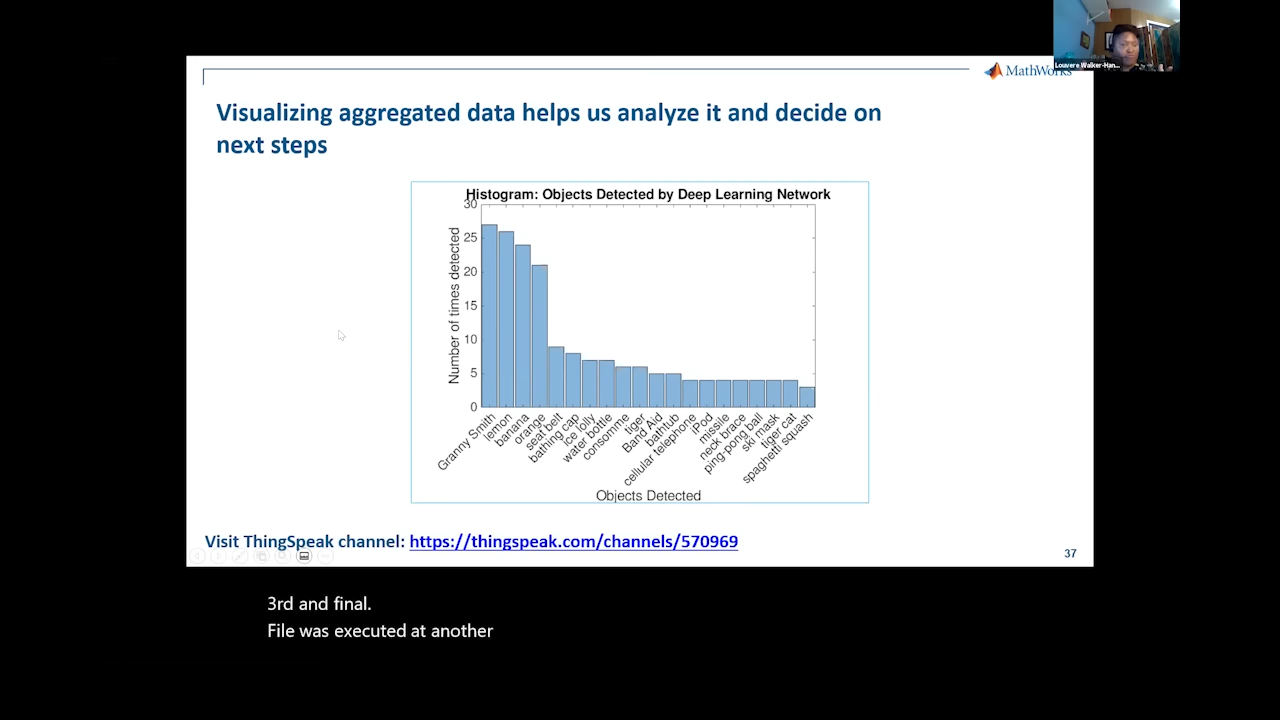 Louvere Walker-Han...
MathWorks
Visualizing aggregated data helps us analyze it and decide on
next steps
Histogram: Objects Detected by Deep Learning Network
Number of times detected
30
25
20
15
10
5
0
Granny Smith
lemon
banana
orange
seat belt
bathing cap
ice lolly
water bottle
consomme
tiger
Band Aid
bathtub
cellular telephone
iPod
missile
neck brace
ping-pong ball
ski mask
tiger cat
spaghetti squash
Objects Detected
Visit ThingSpeak channel: https://thingspeak.com/channels/570969
37
3rd and final.
File was executed at another